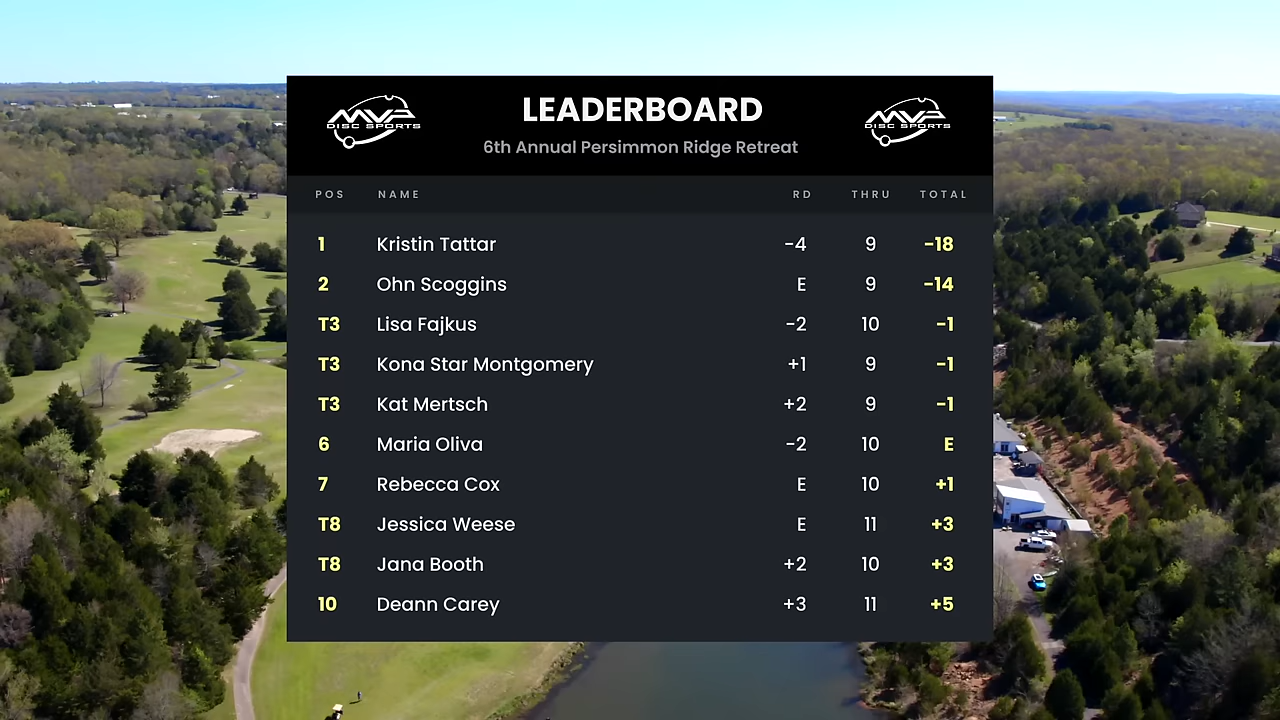 MVP
DISC SPORTS
LEADERBOARD
6th Annual Persimmon Ridge Retreat
MVP
DISC SPORTS
POS NAME RD THRU TOTAL
1 Kristin Tattar -4 9 -18
2 Ohn Scoggins E 9 -14
T3 Lisa Fajkus -2 10 -1
T3 Kona Star Montgomery +1 9 -1
T3 Kat Mertsch +2 9 -1
6 Maria Oliva -2 10 E
7 Rebecca Cox E 10 +1
T8 Jessica Weese E 11 +3
T8 Jana Booth +2 10 +3
10 Deann Carey +3 11 +5